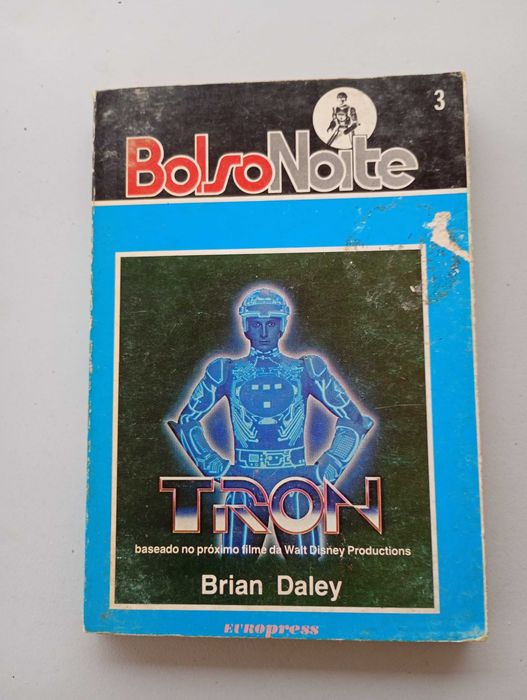 3
BolsoNoite
TRON
baseado no próximo filme da Walt Disney Productions
Brian Daley
EUROpress